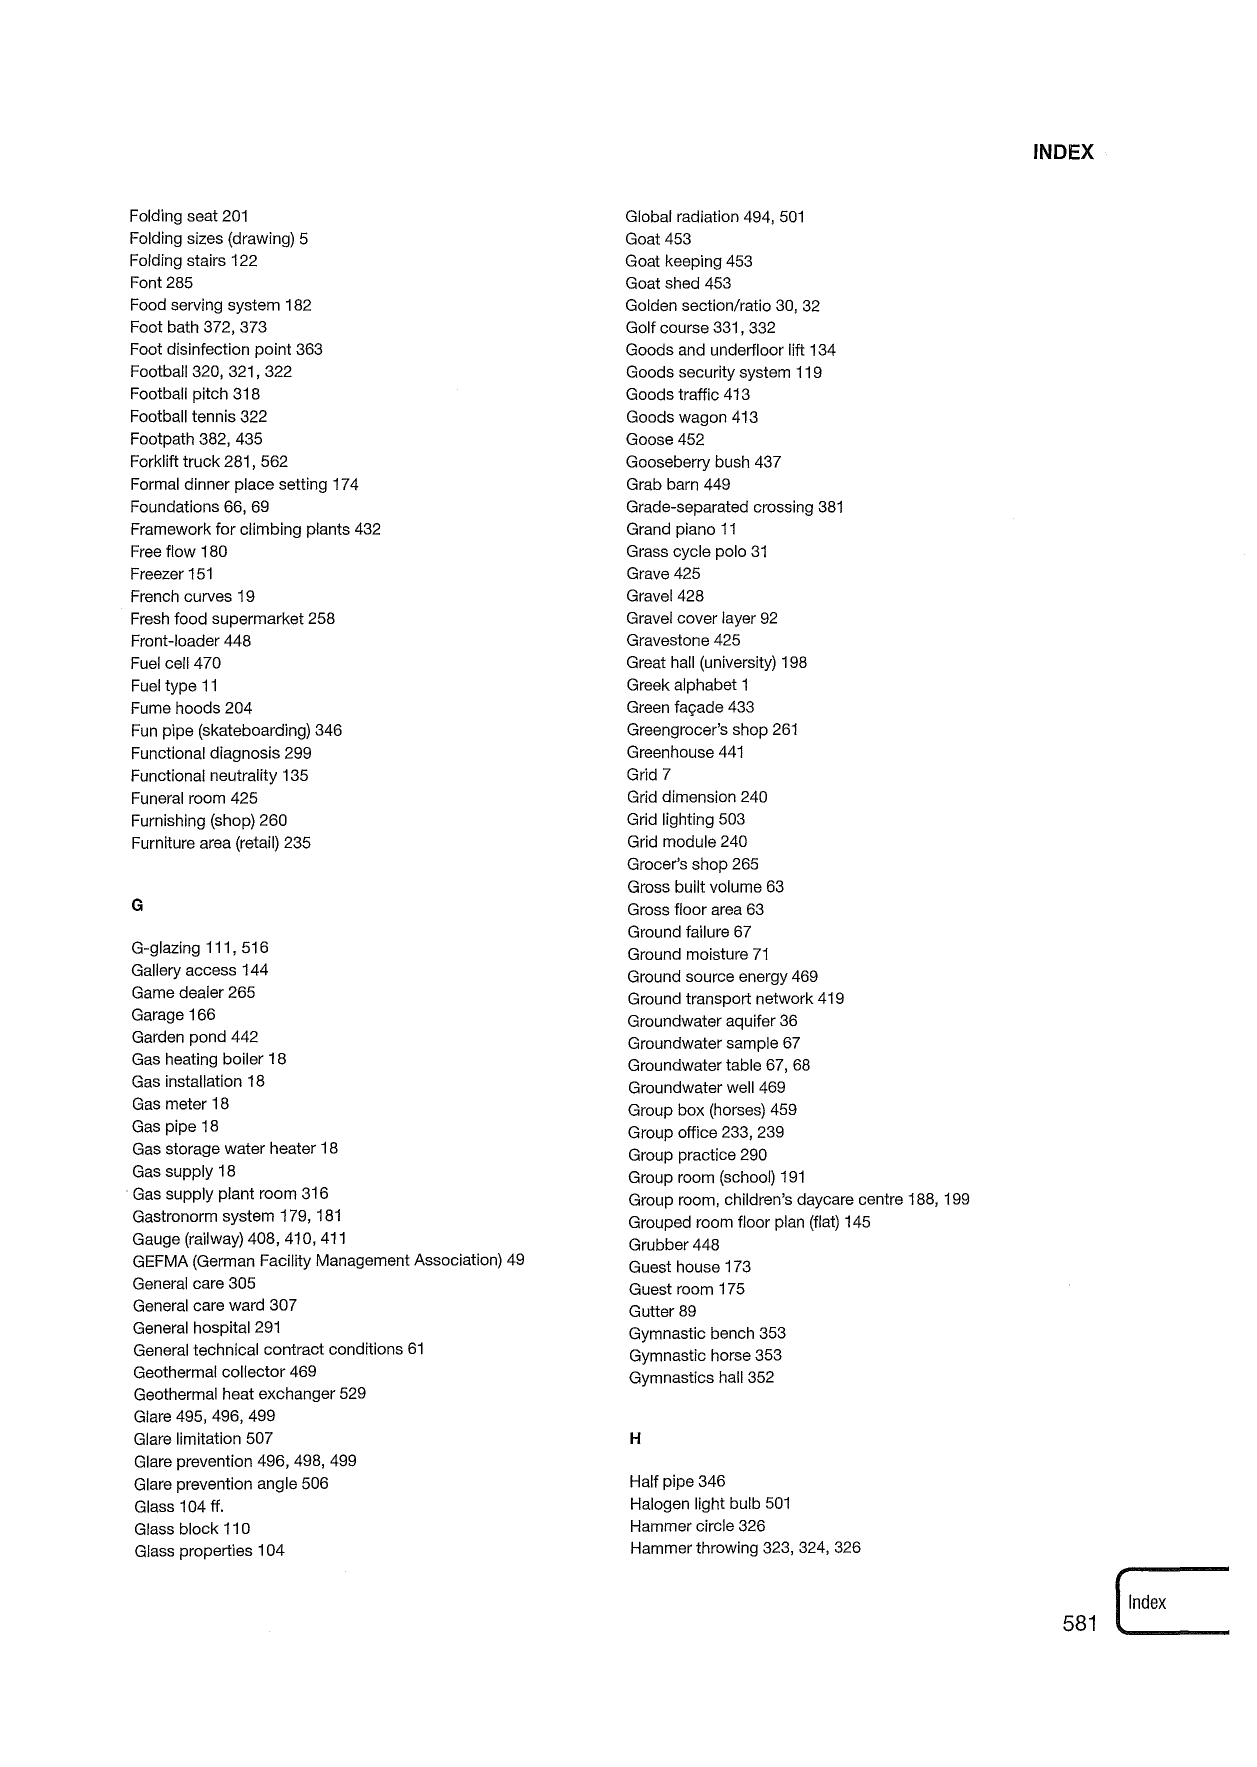 INDEX
Folding seat 201
Folding sizes (drawing) 5
Folding stairs 122
Font 285
Food serving system 182
Foot bath 372, 373
Foot disinfection point 363
Football 320, 321, 322
Football pitch 318
Football tennis 322
Footpath 382, 435
Forklift truck 281, 562
Formal dinner place setting 174
Foundations 66, 69
Framework for climbing plants 432
Free flow 180
Freezer 151
French curves 19
Fresh food supermarket 258
Front-loader 448
Fuel cell 470
Fuel type 11
Fume hoods 204
Fun pipe (skateboarding) 346
Functional diagnosis 299
Functional neutrality 135
Funeral room 425
Furnishing (shop) 260
Furniture area (retail) 235
G
G-glazing 111, 516
Gallery access 144
Game dealer 265
Garage 166
Garden pond 442
Gas heating boiler 18
Gas installation 18
Gas meter 18
Gas pipe 18
Gas storage water heater 18
Gas supply 18
Gas supply plant room 316
Gastronorm system 179, 181
Gauge (railway) 408, 410, 411
GEFMA (German Facility Management Association) 49
General care 305
General care ward 307
General hospital 291
General technical contract conditions 61
Geothermal collector 469
Geothermal heat exchanger 529
Glare 495, 496, 499
Glare limitation 507
Glare prevention 496, 498, 499
Glare prevention angle 506
Glass 104 ff.
Glass block 110
Glass properties 104
Global radiation 494, 501
Goat 453
Goat keeping 453
Goat shed 453
Golden section/ratio 30, 32
Golf course 331, 332
Goods and underfloor lift 134
Goods security system 119
Goods traffic 413
Goods wagon 413
Goose 452
Gooseberry bush 437
Grab barn 449
Grade-separated crossing 381
Grand piano 11
Grass cycle polo 31
Grave 425
Gravel 428
Gravel cover layer 92
Gravestone 425
Great hall (university) 198
Greek alphabet 1
Green façade 433
Greengrocer's shop 261
Greenhouse 441
Grid 7
Grid dimension 240
Grid lighting 503
Grid module 240
Grocer's shop 265
Gross built volume 63
Gross floor area 63
Ground failure 67
Ground moisture 71
Ground source energy 469
Ground transport network 419
Groundwater aquifer 36
Groundwater sample 67
Groundwater table 67, 68
Groundwater well 469
Group box (horses) 459
Group office 233, 239
Group practice 290
Group room (school) 191
Group room, children's daycare centre 188, 199
Grouped room floor plan (flat) 145
Grubber 448
Guest house 173
Guest room 175
Gutter 89
Gymnastic bench 353
Gymnastic horse 353
Gymnastics hall 352
H
Half pipe 346
Halogen light bulb 501
Hammer circle 326
Hammer throwing 323, 324, 326
Index
581